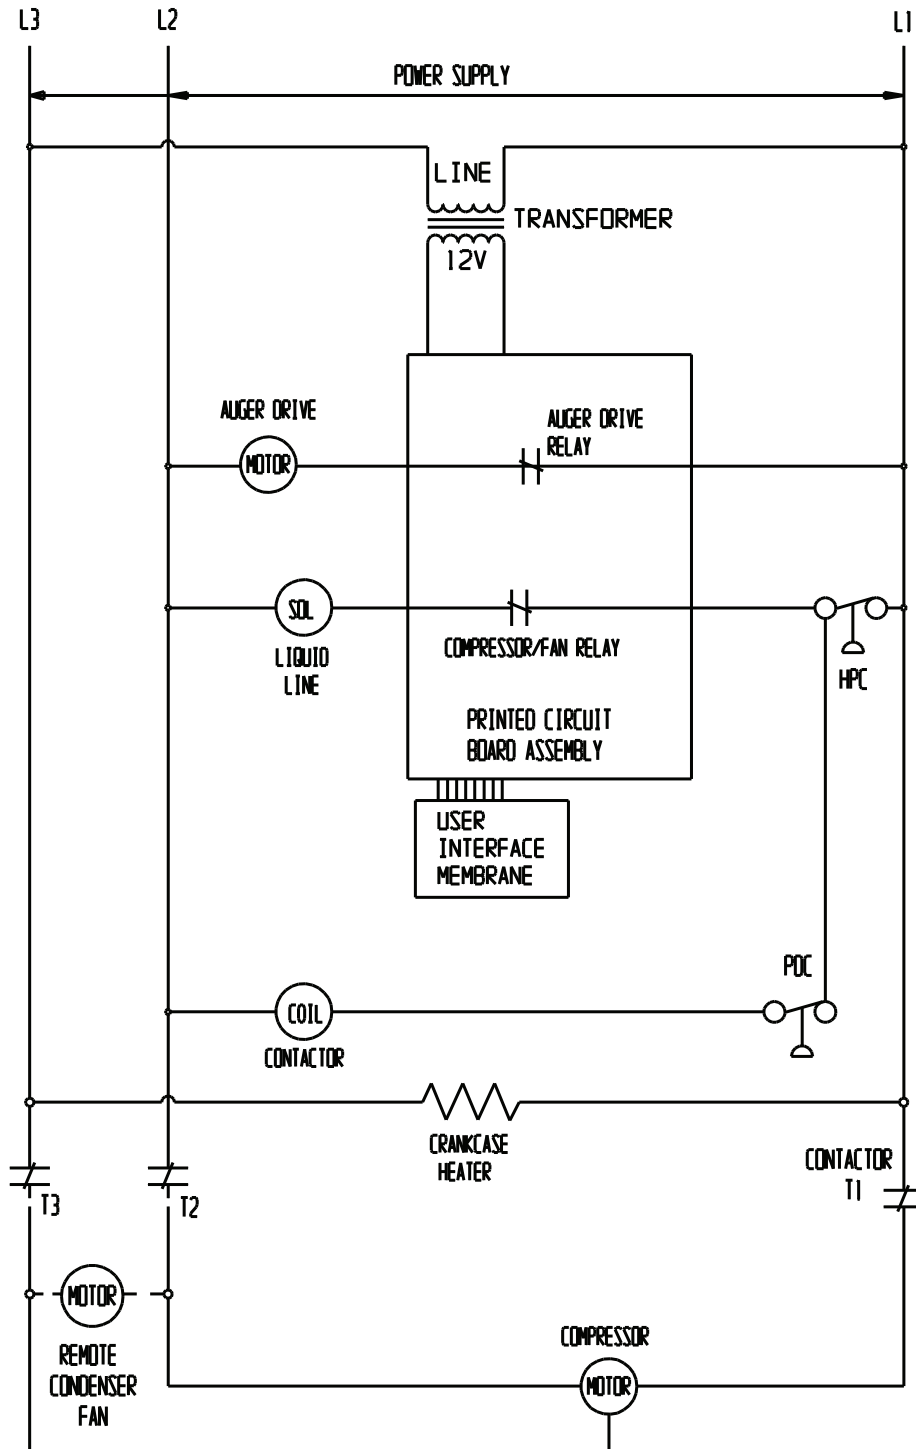 L3
L2
L1
POWER SUPPLY
LINE
TRANSFORMER
12V
AUGER DRIVE
MOTOR
AUGER DRIVE
RELAY
SOL
LIQUID
LINE
COMPRESSOR/FAN RELAY
HPC
PRINTED CIRCUIT
BOARD ASSEMBLY
USER
INTERFACE
MEMBRANE
POC
COIL
CONTACTOR
CRANKCASE
HEATER
CONTACTOR
T1
T3
T2
MOTOR
REMOTE
CONDENSER
FAN
COMPRESSOR
MOTOR